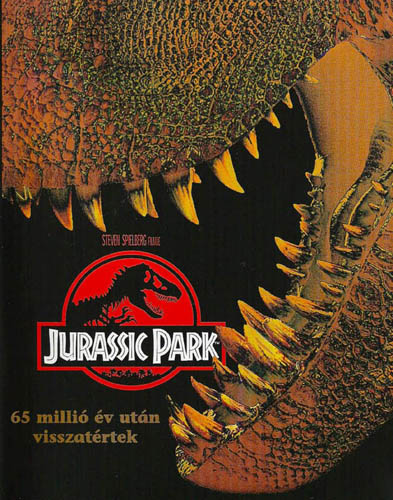 STEVEN SPIELBERG FILMJE
JURASSIC PARK
65 millió év után
visszatértek